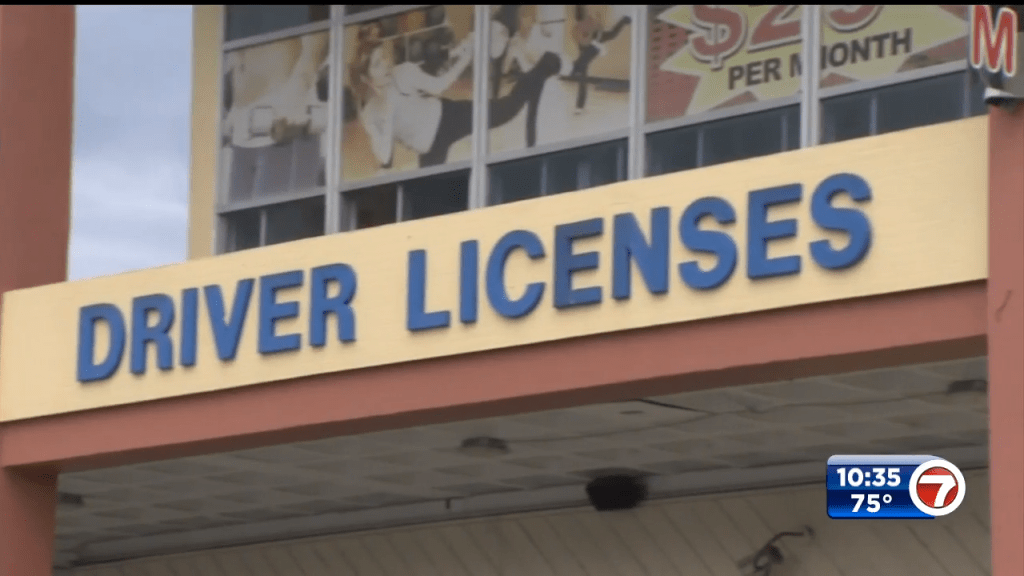 PER MONTH
M
DRIVER LICENSES
10:35
75°
7